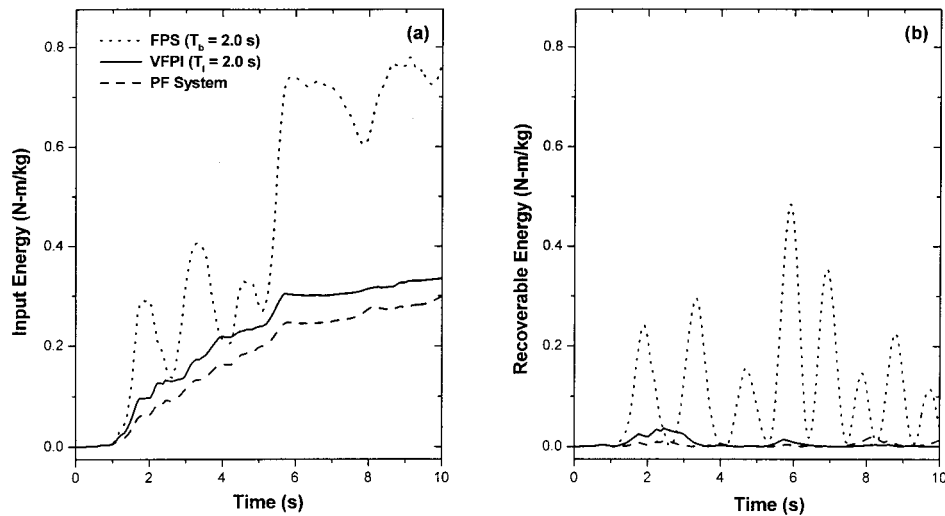 (a)
FPS (T_b = 2.0 s)
VFPI (T_i = 2.0 s)
PF System
0.8
0.6
0.4
0.2
0.0
Input Energy (N-m/kg)
0 2 4 6 8 10
Time (s)
(b)
0.8
0.6
0.4
0.2
0.0
Recoverable Energy (N-m/kg)
0 2 4 6 8 10
Time (s)